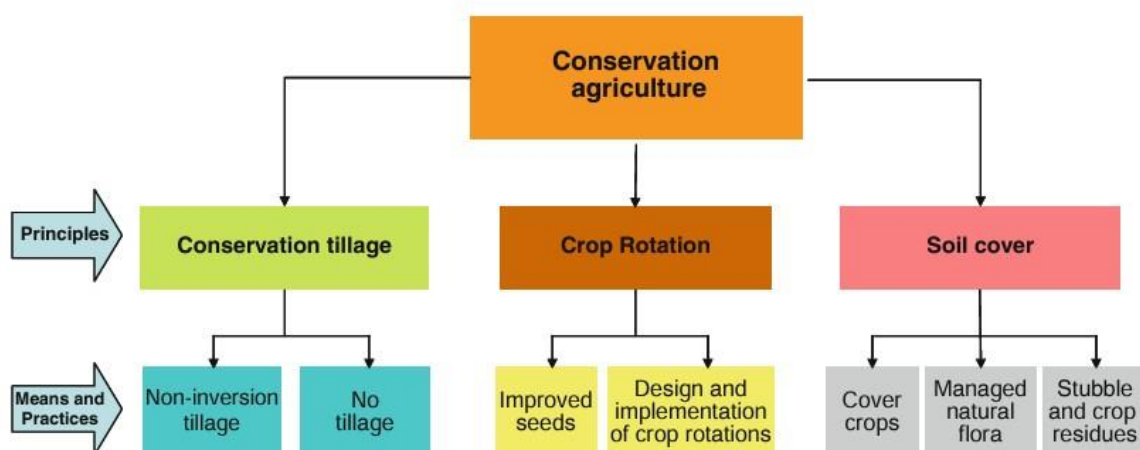 Conservation
agriculture
Principles
Conservation tillage
Crop Rotation
Soil cover
Means and
Practices
Non-inversion
tillage
No
tillage
Improved
seeds
Design and
implementation
of crop rotations
Cover
crops
Managed
natural
flora
Stubble
and crop
residues